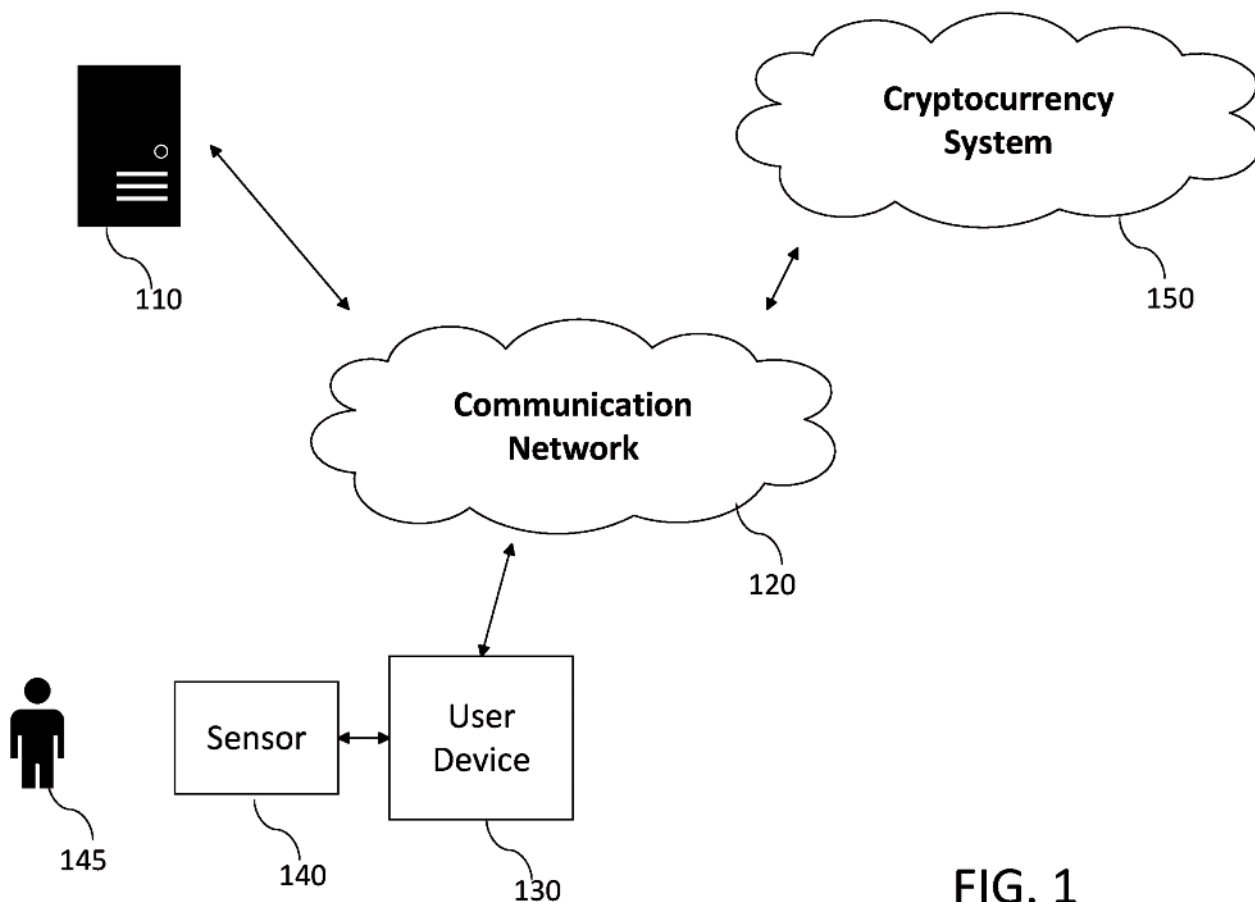 Cryptocurrency
System
110
150
Communication
Network
120
Sensor
User
Device
145
140
130
FIG. 1